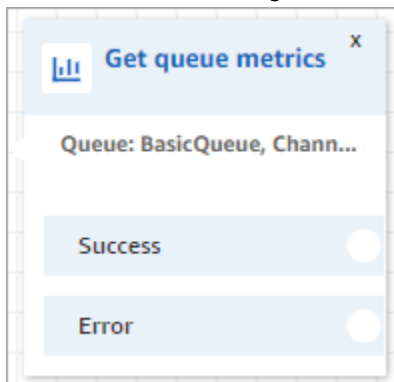 x
Get queue metrics
Queue: BasicQueue, Chann...
Success
Error